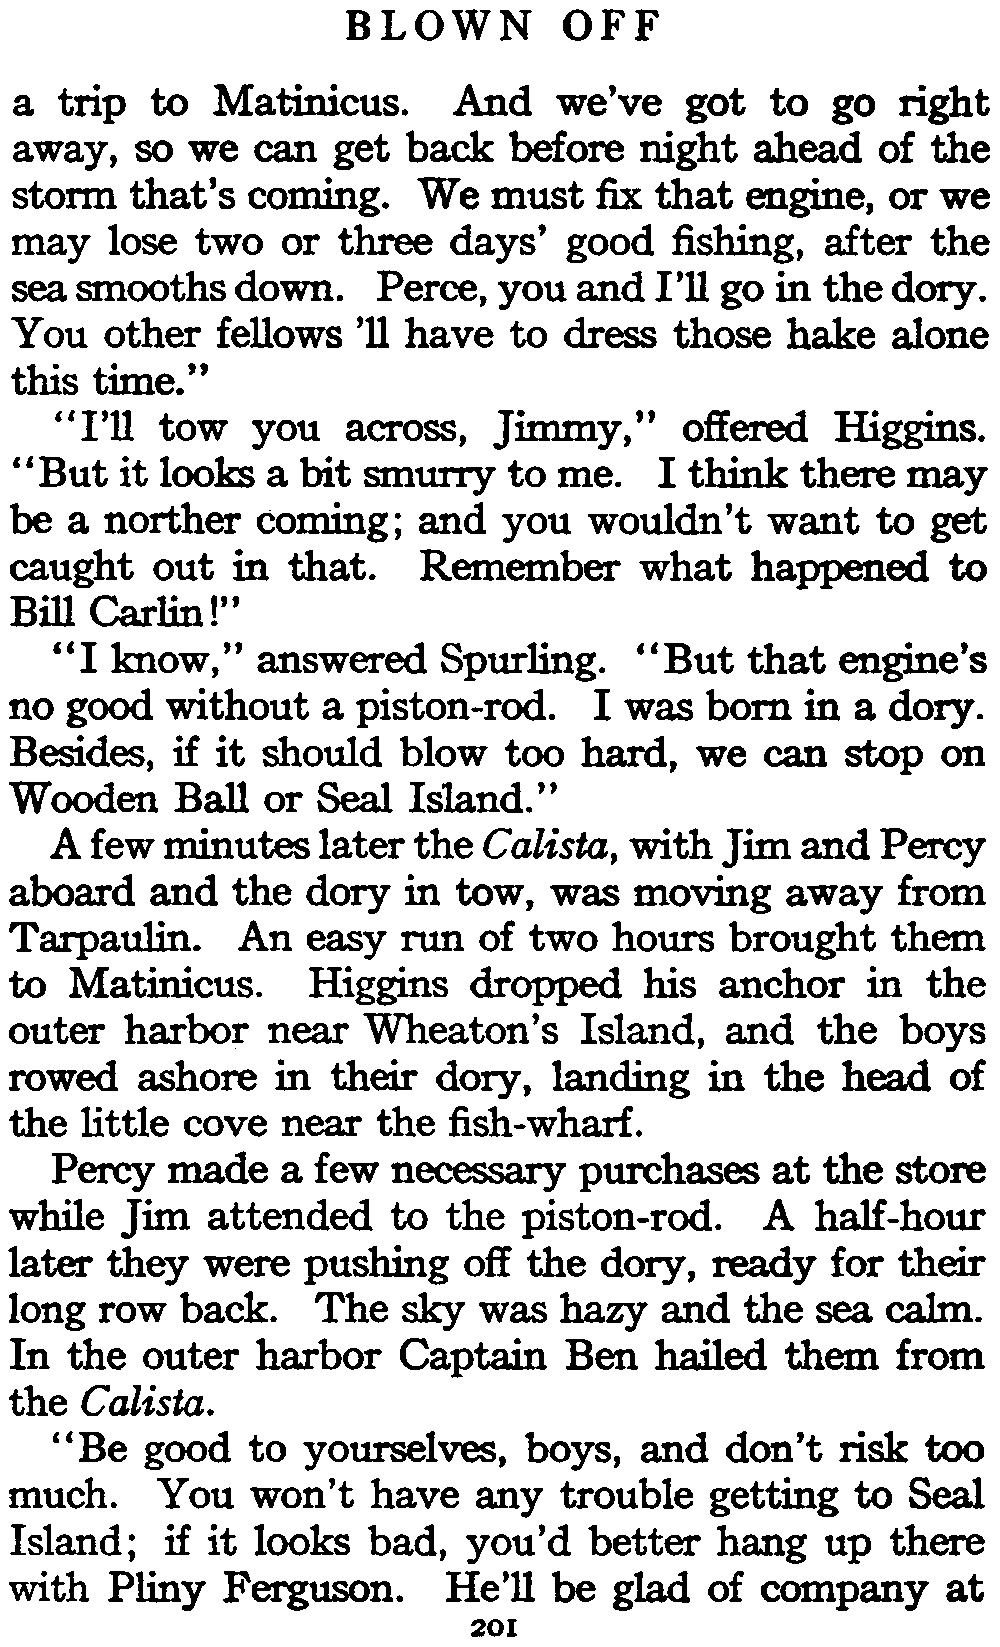 BLOWN OFF
a trip to Matinicus. And we've got to go right
away, so we can get back before night ahead of the
storm that's coming. We must fix that engine, or we
may lose two or three days' good fishing, after the
sea smooths down. Perce, you and I'll go in the dory.
You other fellows 'll have to dress those hake alone
this time."
"I'll tow you across, Jimmy," offered Higgins.
"But it looks a bit smurry to me. I think there may
be a norther coming; and you wouldn't want to get
caught out in that. Remember what happened to
Bill Carlin!"
"I know," answered Spurling. "But that engine's
no good without a piston-rod. I was born in a dory.
Besides, if it should blow too hard, we can stop on
Wooden Ball or Seal Island."
A few minutes later the Calista, with Jim and Percy
aboard and the dory in tow, was moving away from
Tarpaulin. An easy run of two hours brought them
to Matinicus. Higgins dropped his anchor in the
outer harbor near Wheaton's Island, and the boys
rowed ashore in their dory, landing in the head of
the little cove near the fish-wharf.
Percy made a few necessary purchases at the store
while Jim attended to the piston-rod. A half-hour
later they were pushing off the dory, ready for their
long row back. The sky was hazy and the sea calm.
In the outer harbor Captain Ben hailed them from
the Calista.
"Be good to yourselves, boys, and don't risk too
much. You won't have any trouble getting to Seal
Island; if it looks bad, you'd better hang up there
with Pliny Ferguson. He'll be glad of company at
201